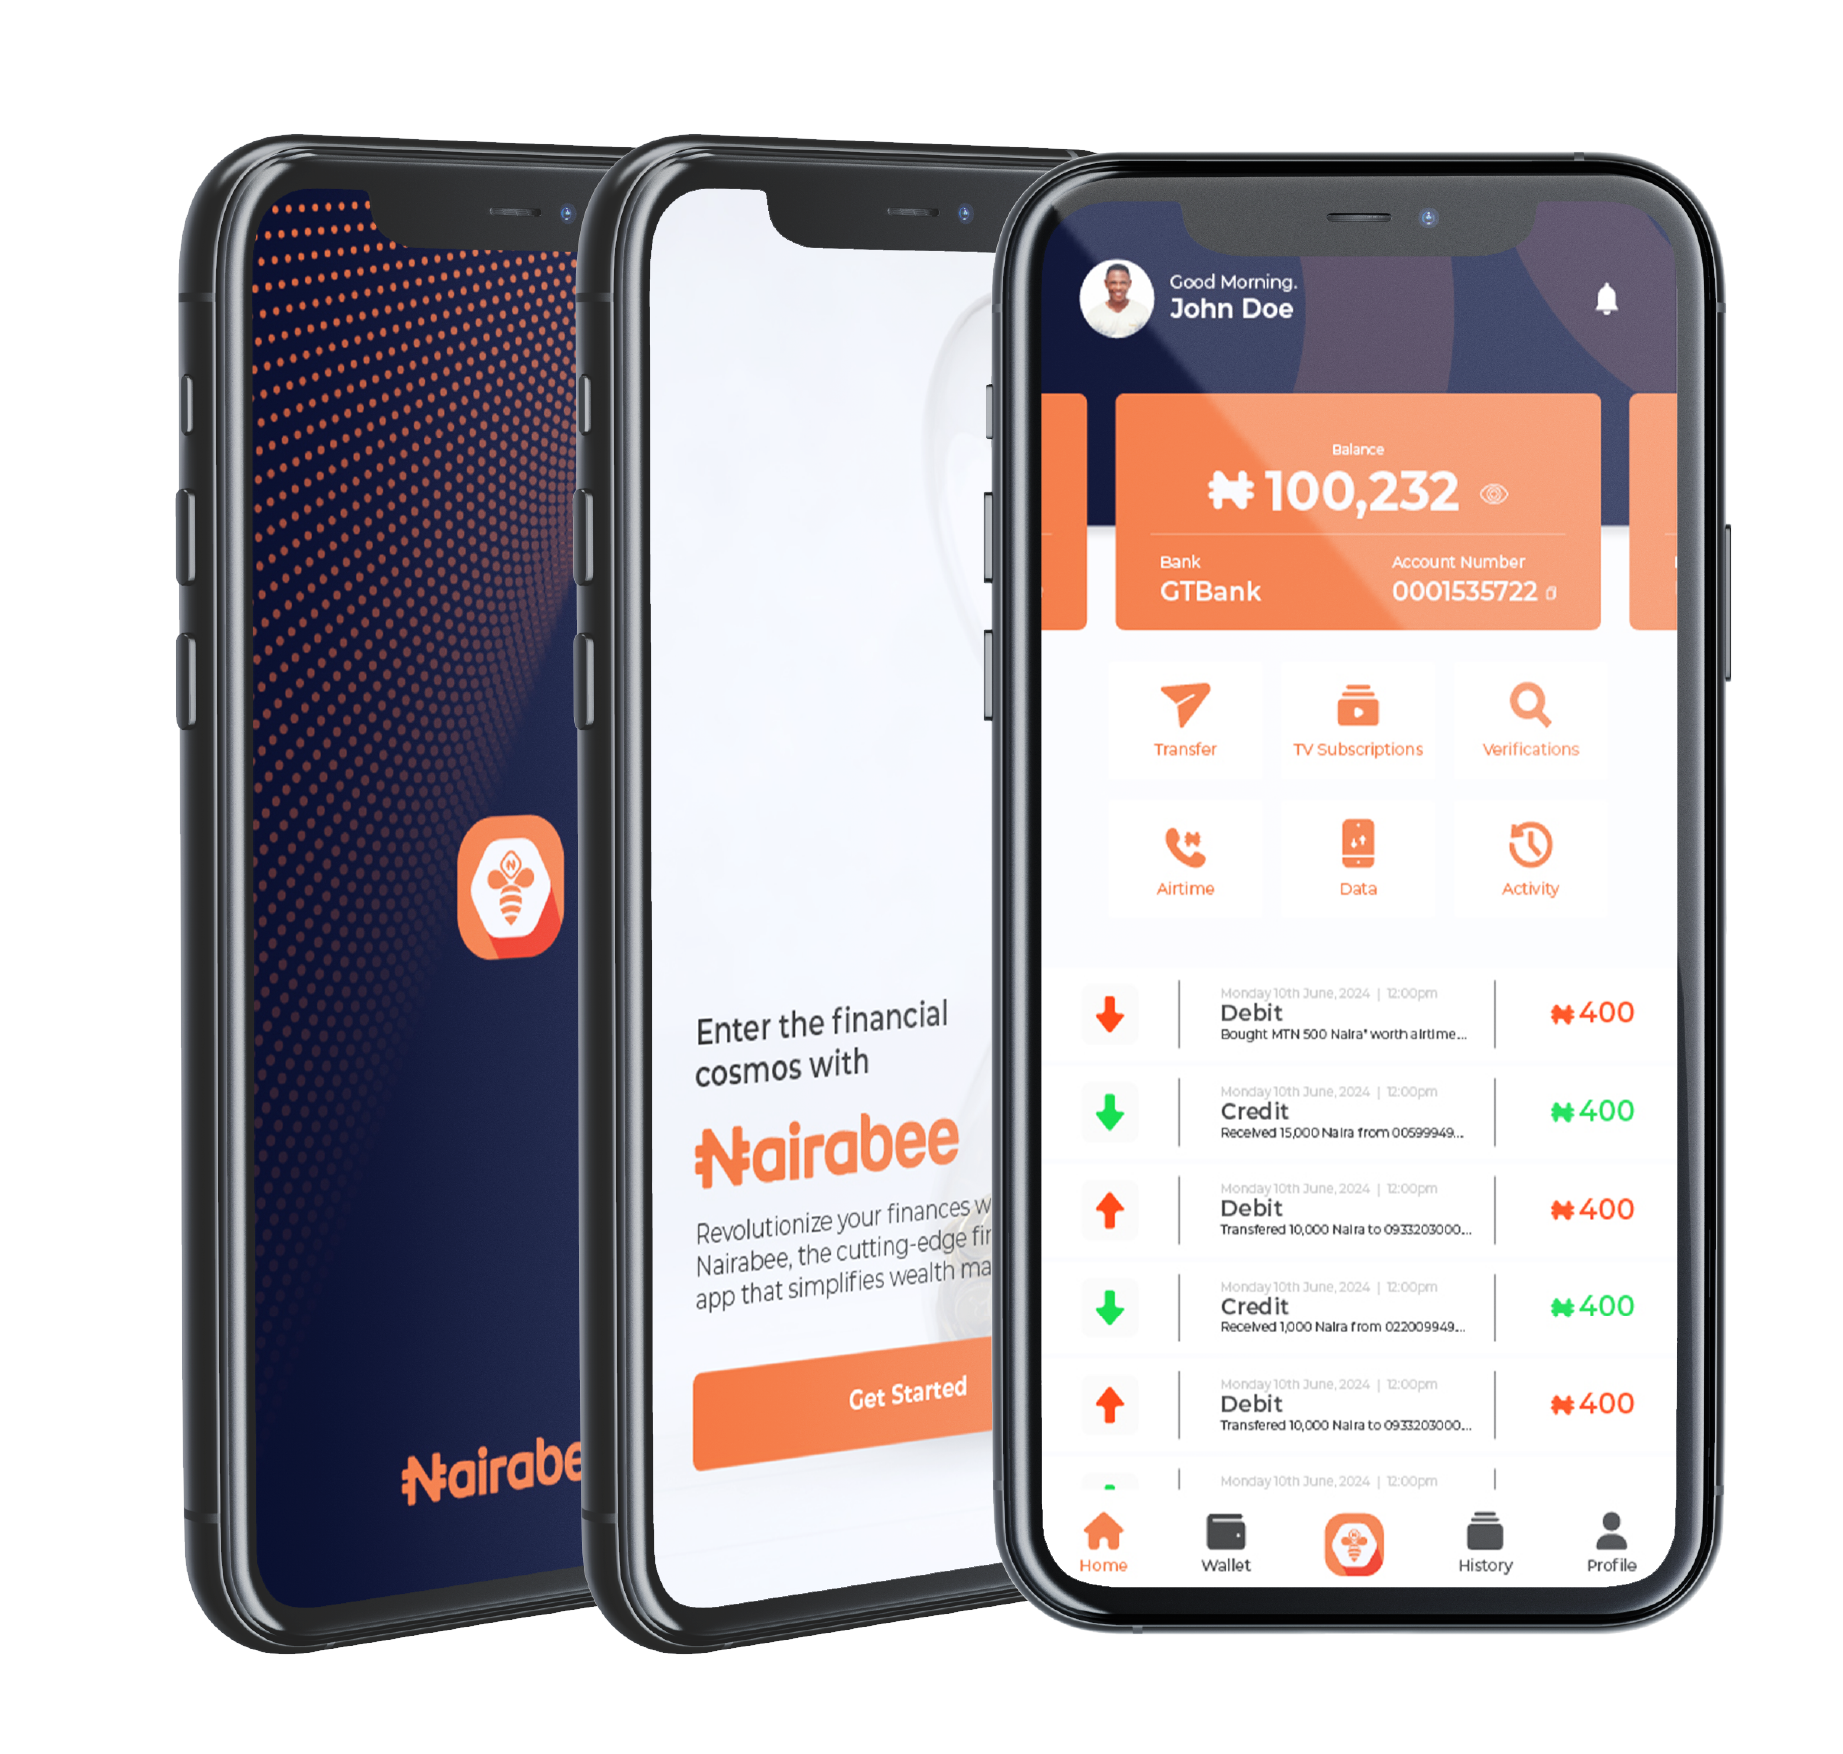 Nairabe
Enter the financial
cosmos with
Nairabee
Revolutionize your finances w
Nairabee, the cutting-edge fin
app that simplifies wealth ma
Get Started
Good Morning.
John Doe
Balance
₦ 100,232
Bank
GTBank
Account Number
0001535722
Transfer
TV Subscriptions
Verifications
Airtime
Data
Activity
Monday 10th June, 2024 | 12:00pm
Debit
Bought MTN 500 Naira" worth airtime...
₦400
Monday 10th June, 2024 | 12:00pm
Credit
Received 15,000 Naira from 00599949...
₦400
Monday 10th June, 2024 | 12:00pm
Debit
Transfered 10,000 Naira to 0933203000...
₦400
Monday 10th June, 2024 | 12:00pm
Credit
Received 1,000 Naira from 022009949...
₦400
Monday 10th June, 2024 | 12:00pm
Debit
Transfered 10,000 Naira to 0933203000...
₦400
Monday 10th June, 2024 | 12:00pm
Home
Wallet
History
Profile